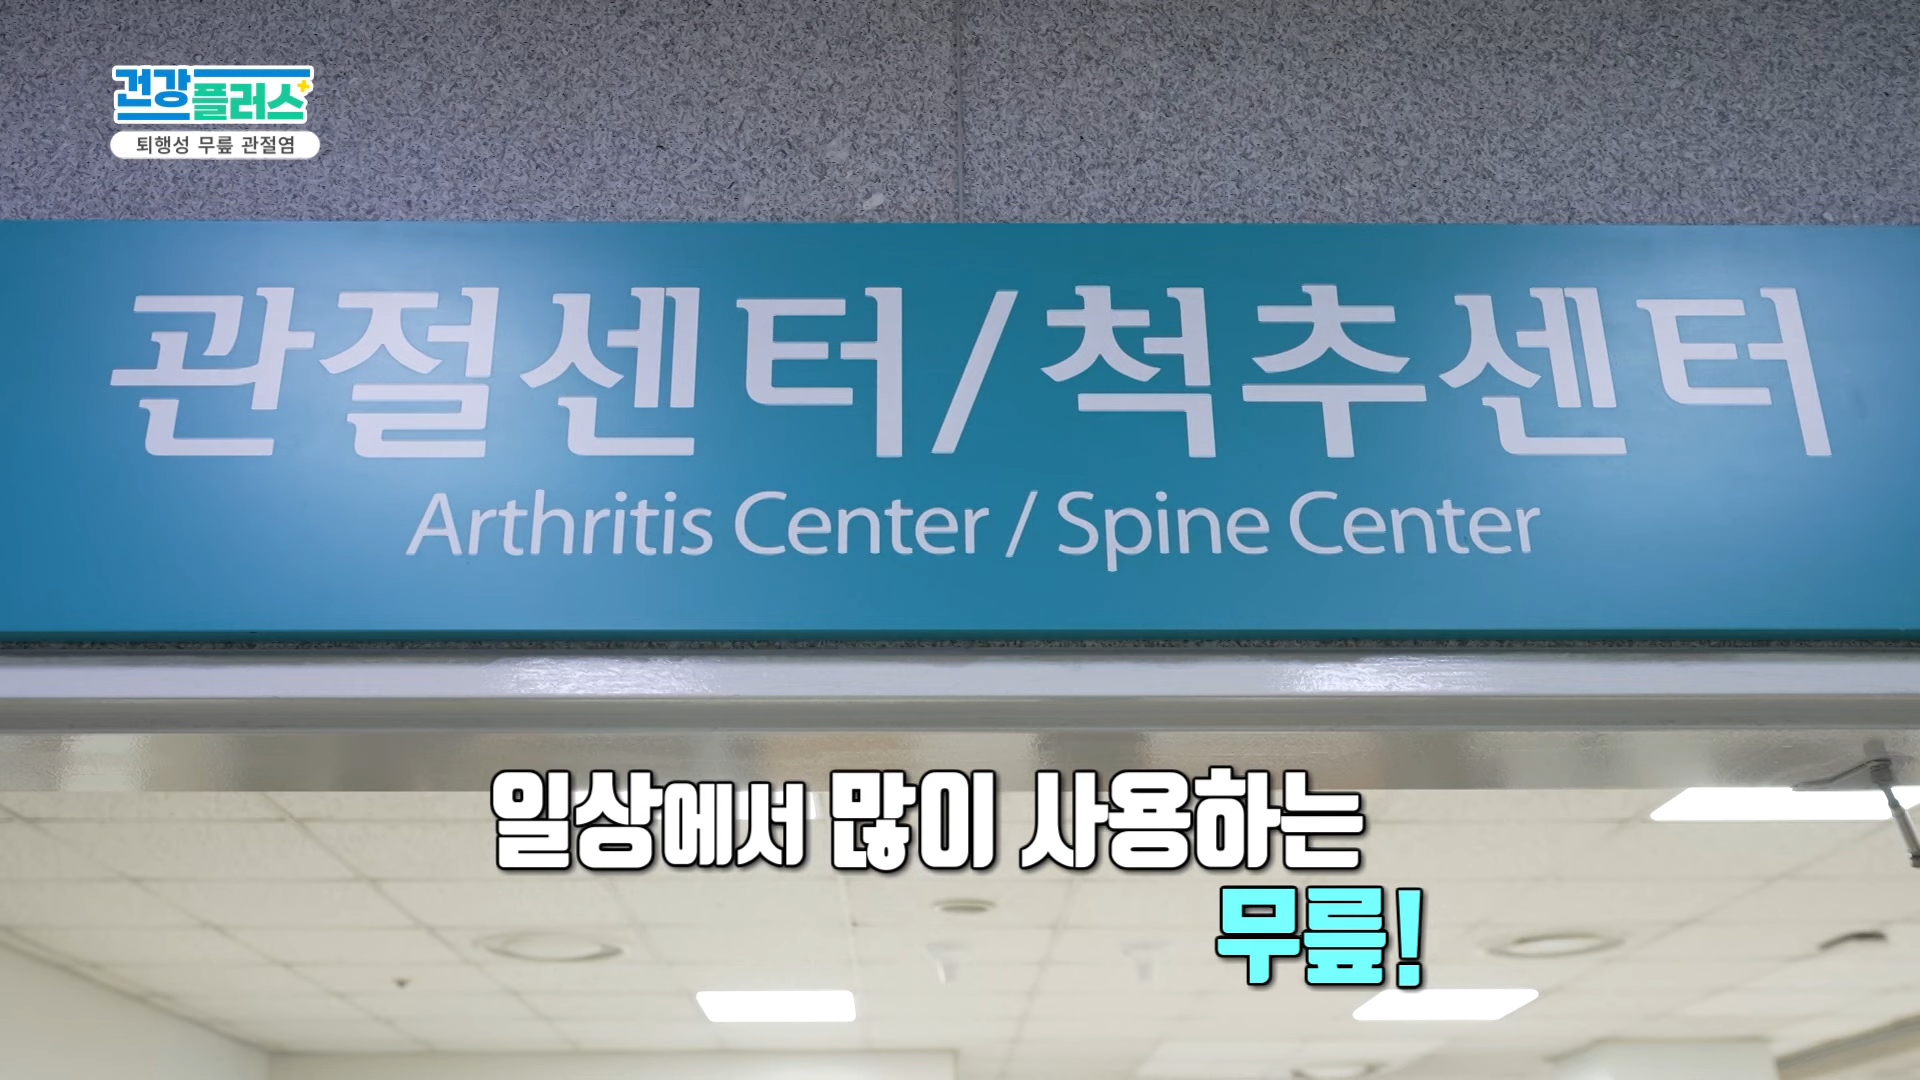 건강
플러스+
퇴행성 무릎 관절염
관절센터/척추센터
Arthritis Center / Spine Center
일상에서 많이 사용하는
무릎!